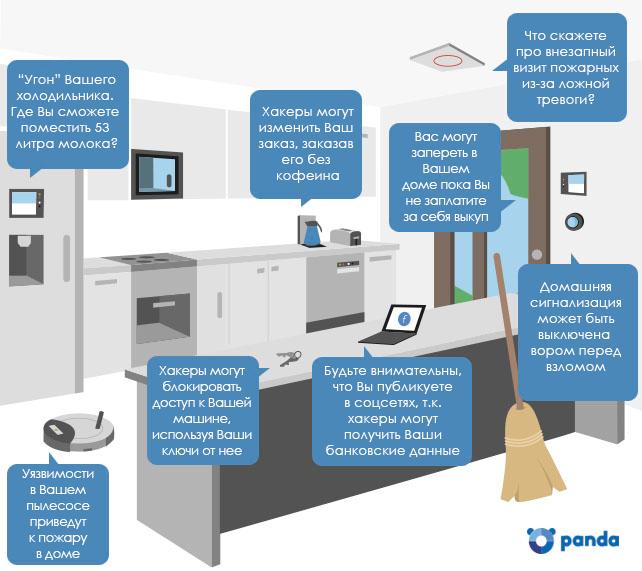 Что скажете
про внезапный
визит пожарных
из-за ложной
тревоги?
“Угон” Вашего
холодильника.
Где Вы сможете
поместить 53
литра молока?
Хакеры могут
изменить Ваш
заказ, заказав
его без
кофеина
Вас могут
запереть в
Вашем
доме пока Вы
не заплатите
за себя выкуп
Домашняя
сигнализация
может быть
выключена
вором перед
взломом
Хакеры могут
блокировать
доступ к Вашей
машине,
используя Ваши
ключи от нее
Будьте внимательны,
что Вы публикуете
в соцсетях, т.к.
хакеры могут
получить Ваши
банковские данные
Уязвимости
в Вашем
пылесосе
приведут
к пожару
в доме
f
panda